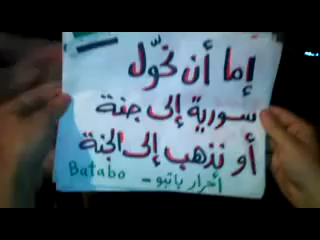 إما أن نحوّل
سورية إلى جنة
أو نذهب إلى الجنة
أحرار باتبو - Batabo